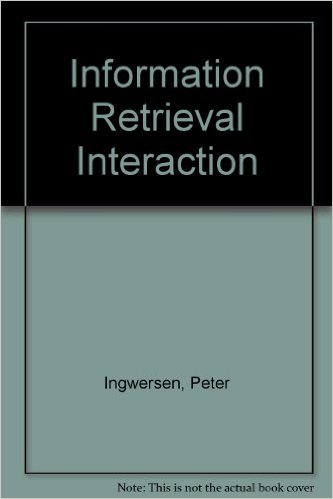 Information
Retrieval
Interaction
Ingwersen, Peter
Note: This is not the actual book cover